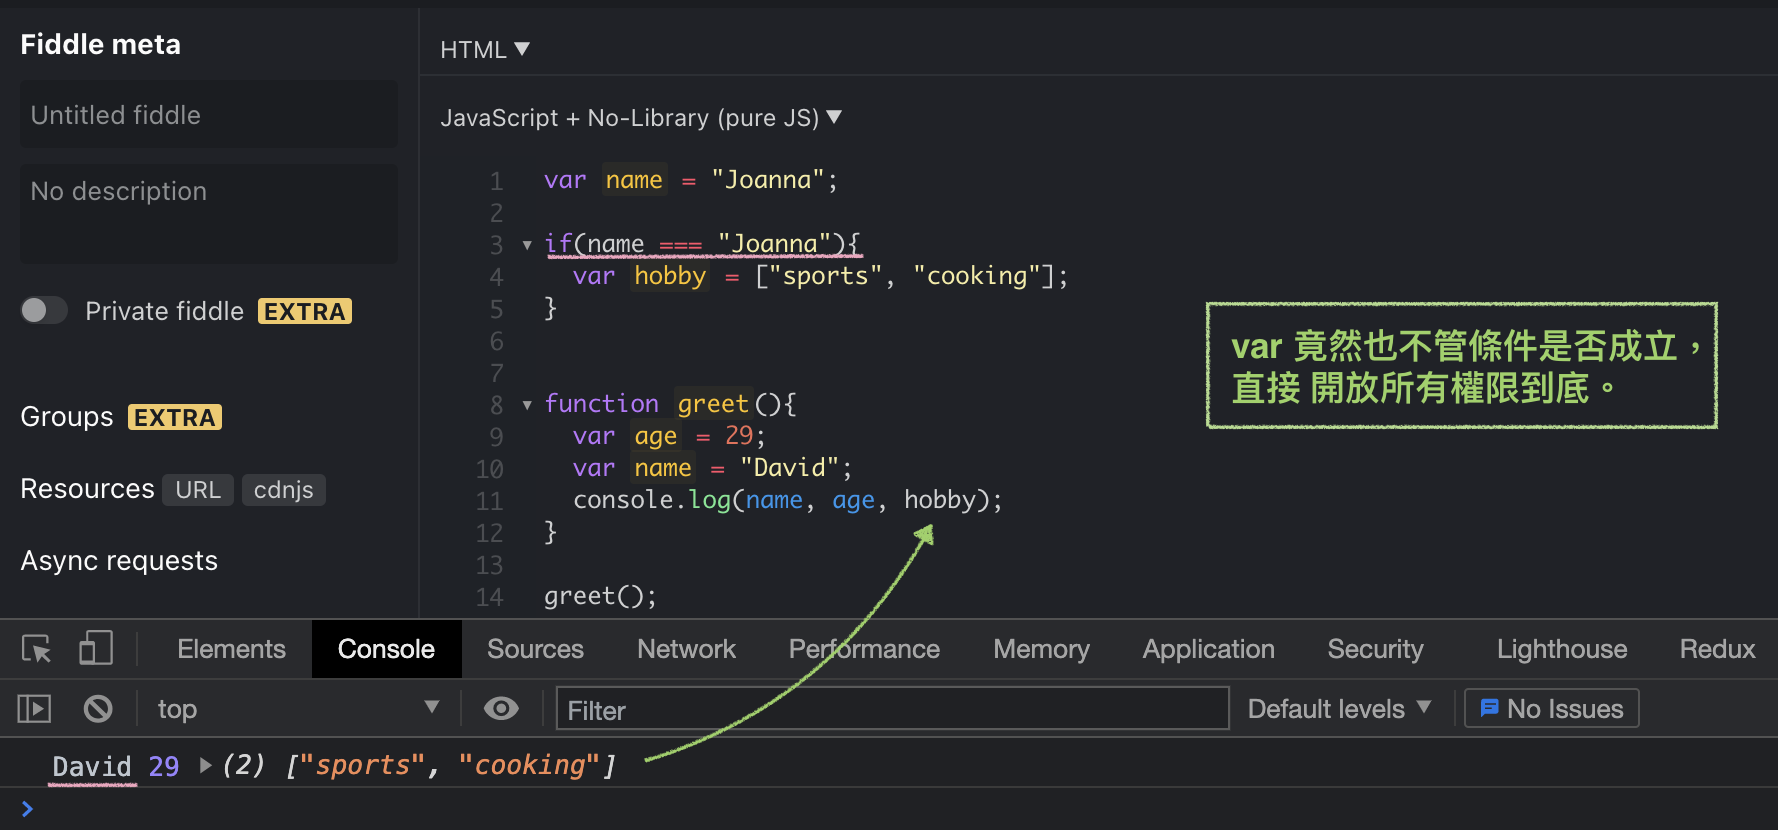 Fiddle meta
Untitled fiddle
No description
Private fiddle EXTRA
Groups EXTRA
Resources URL cdnjs
Async requests
HTML ▼
JavaScript + No-Library (pure JS) ▼
1 var name = "Joanna";
2
3 ▼ if(name === "Joanna"){
4 var hobby = ["sports", "cooking"];
5 }
6
7
8 ▼ function greet(){
9 var age = 29;
10 var name = "David";
11 console.log(name, age, hobby);
12 }
13
14 greet();
var 竟然也不管條件是否成立，
直接 開放所有權限到底。
Elements Console Sources Network Performance Memory Application Security Lighthouse Redux
top ▼ Filter Default levels ▼ No Issues
David 29 ▶(2) ["sports", "cooking"]
>